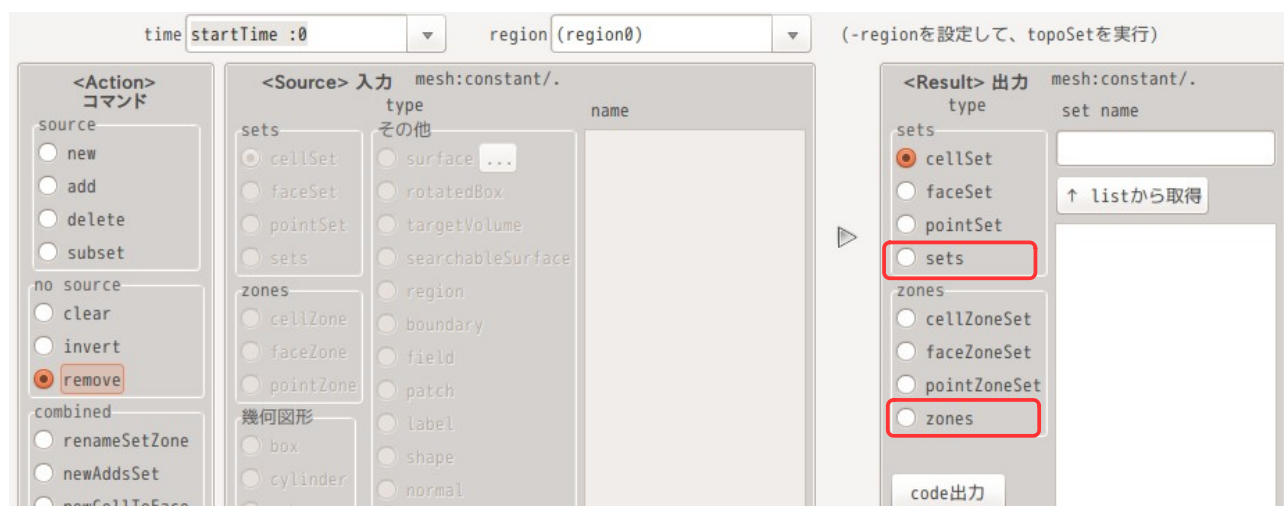 time startTime :0 region (region0) (-regionを設定して、topoSetを実行)
<Action>
コマンド
source
new
add
delete
subset
no source
clear
invert
remove
combined
renameSetZone
newAddsSet
newCellToFace
<Source> 入力 mesh:constant/.
type
name
sets
cellSet
faceSet
pointSet
sets
zones
cellZone
faceZone
pointZone
幾何図形
box
cylinder
その他
surface ...
rotatedBox
targetVolume
searchableSurface
region
boundary
field
patch
label
shape
normal
<Result> 出力 mesh:constant/.
type
set name
sets
cellSet
faceSet
pointSet
sets
↑ listから取得
zones
cellZoneSet
faceZoneSet
pointZoneSet
zones
code出力